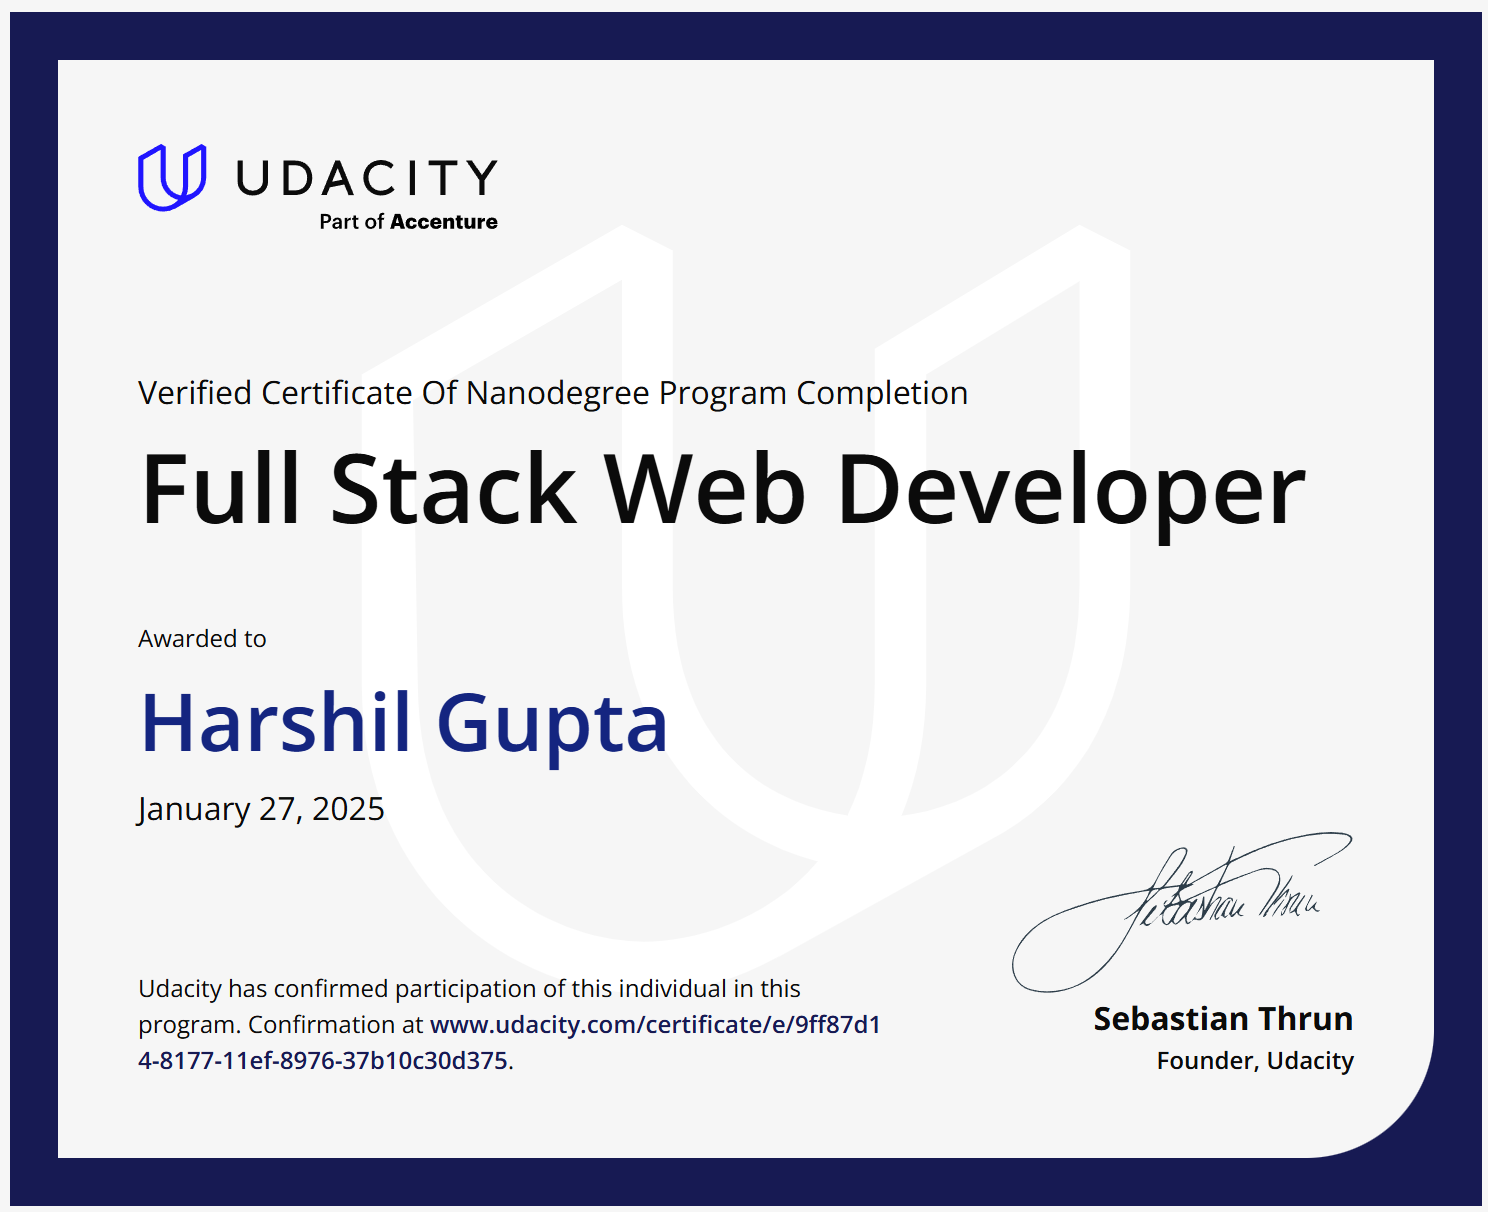 UDACITY
Part of Accenture
Verified Certificate Of Nanodegree Program Completion
Full Stack Web Developer
Awarded to
Harshil Gupta
January 27, 2025
Udacity has confirmed participation of this individual in this
program. Confirmation at www.udacity.com/certificate/e/9ff87d1
4-8177-11ef-8976-37b10c30d375.
Sebastian Thrun
Sebastian Thrun
Founder, Udacity